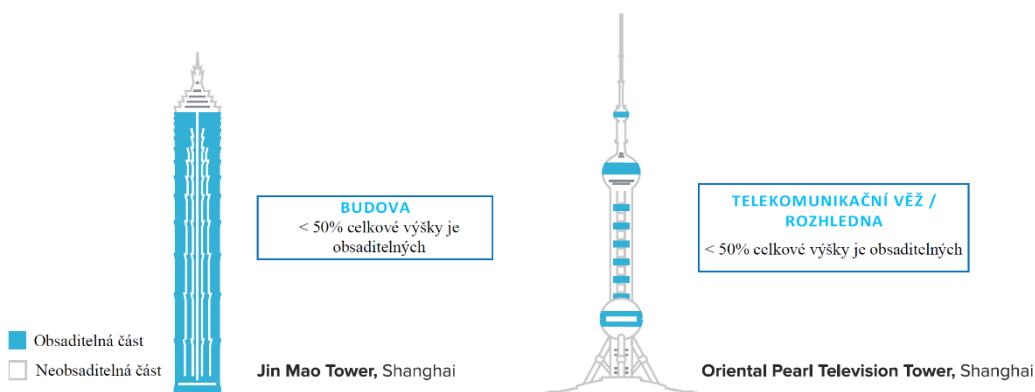 BUDOVA
< 50% celkové výšky je
obsaditelných
TELEKOMUNIKAČNÍ VĚŽ /
ROZHLEDNA
< 50% celkové výšky je obsaditelných
Obsaditelná část
Neobsaditelná část
Jin Mao Tower, Shanghai
Oriental Pearl Television Tower, Shanghai